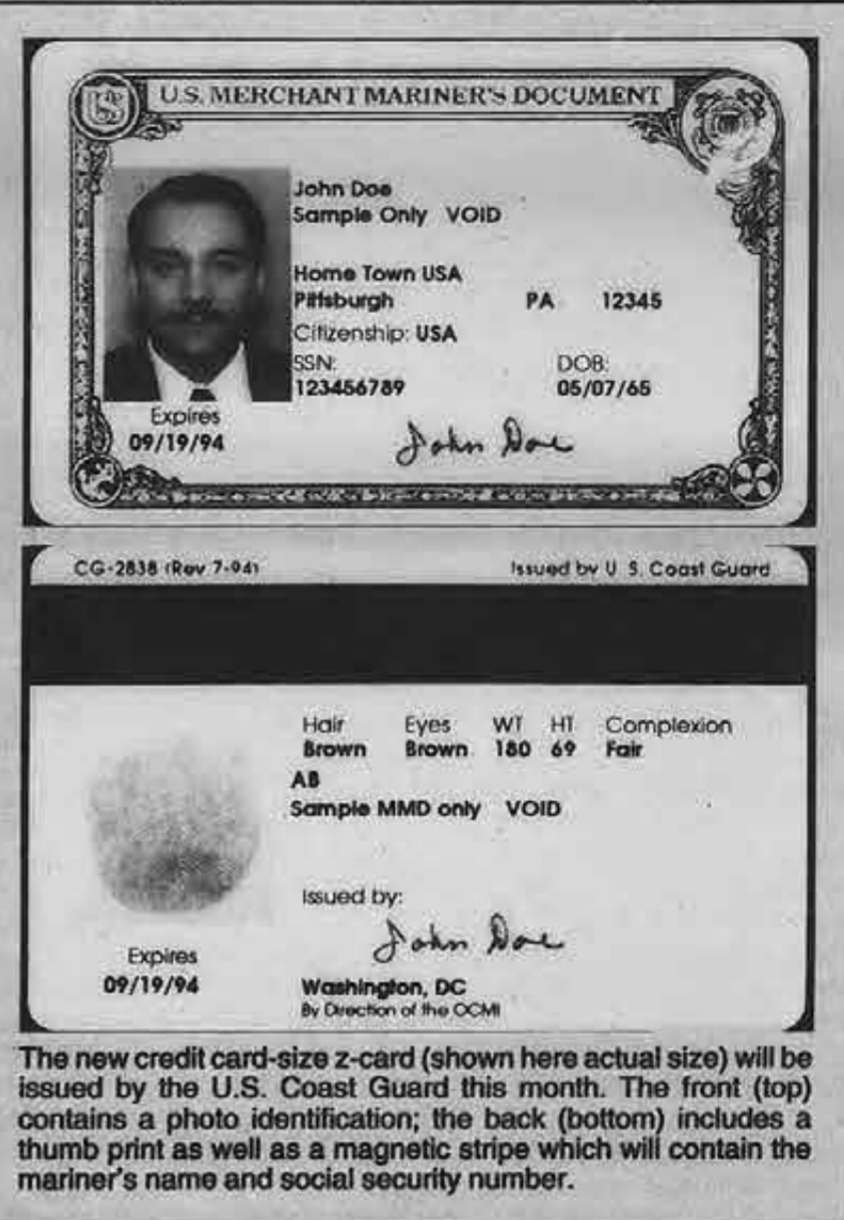 U.S. MERCHANT MARINER'S DOCUMENT
US
John Doe
Sample Only VOID
Home Town USA
Pittsburgh PA 12345
Citizenship: USA
SSN: DOB:
123456789 05/07/65
Expires
09/19/94
John Doe
CG-2838 (Rev 7-94) Issued by U S. Coast Guard
Hair Eyes WT HT Complexion
Brown Brown 180 69 Fair
AB
Sample MMD only VOID
Issued by:
John Doe
Expires
09/19/94
Washington, DC
By Direction of the OCMI
The new credit card-size z-card (shown here actual size) will be
issued by the U.S. Coast Guard this month. The front (top)
contains a photo identification; the back (bottom) includes a
thumb print as well as a magnetic stripe which will contain the
mariner's name and social security number.